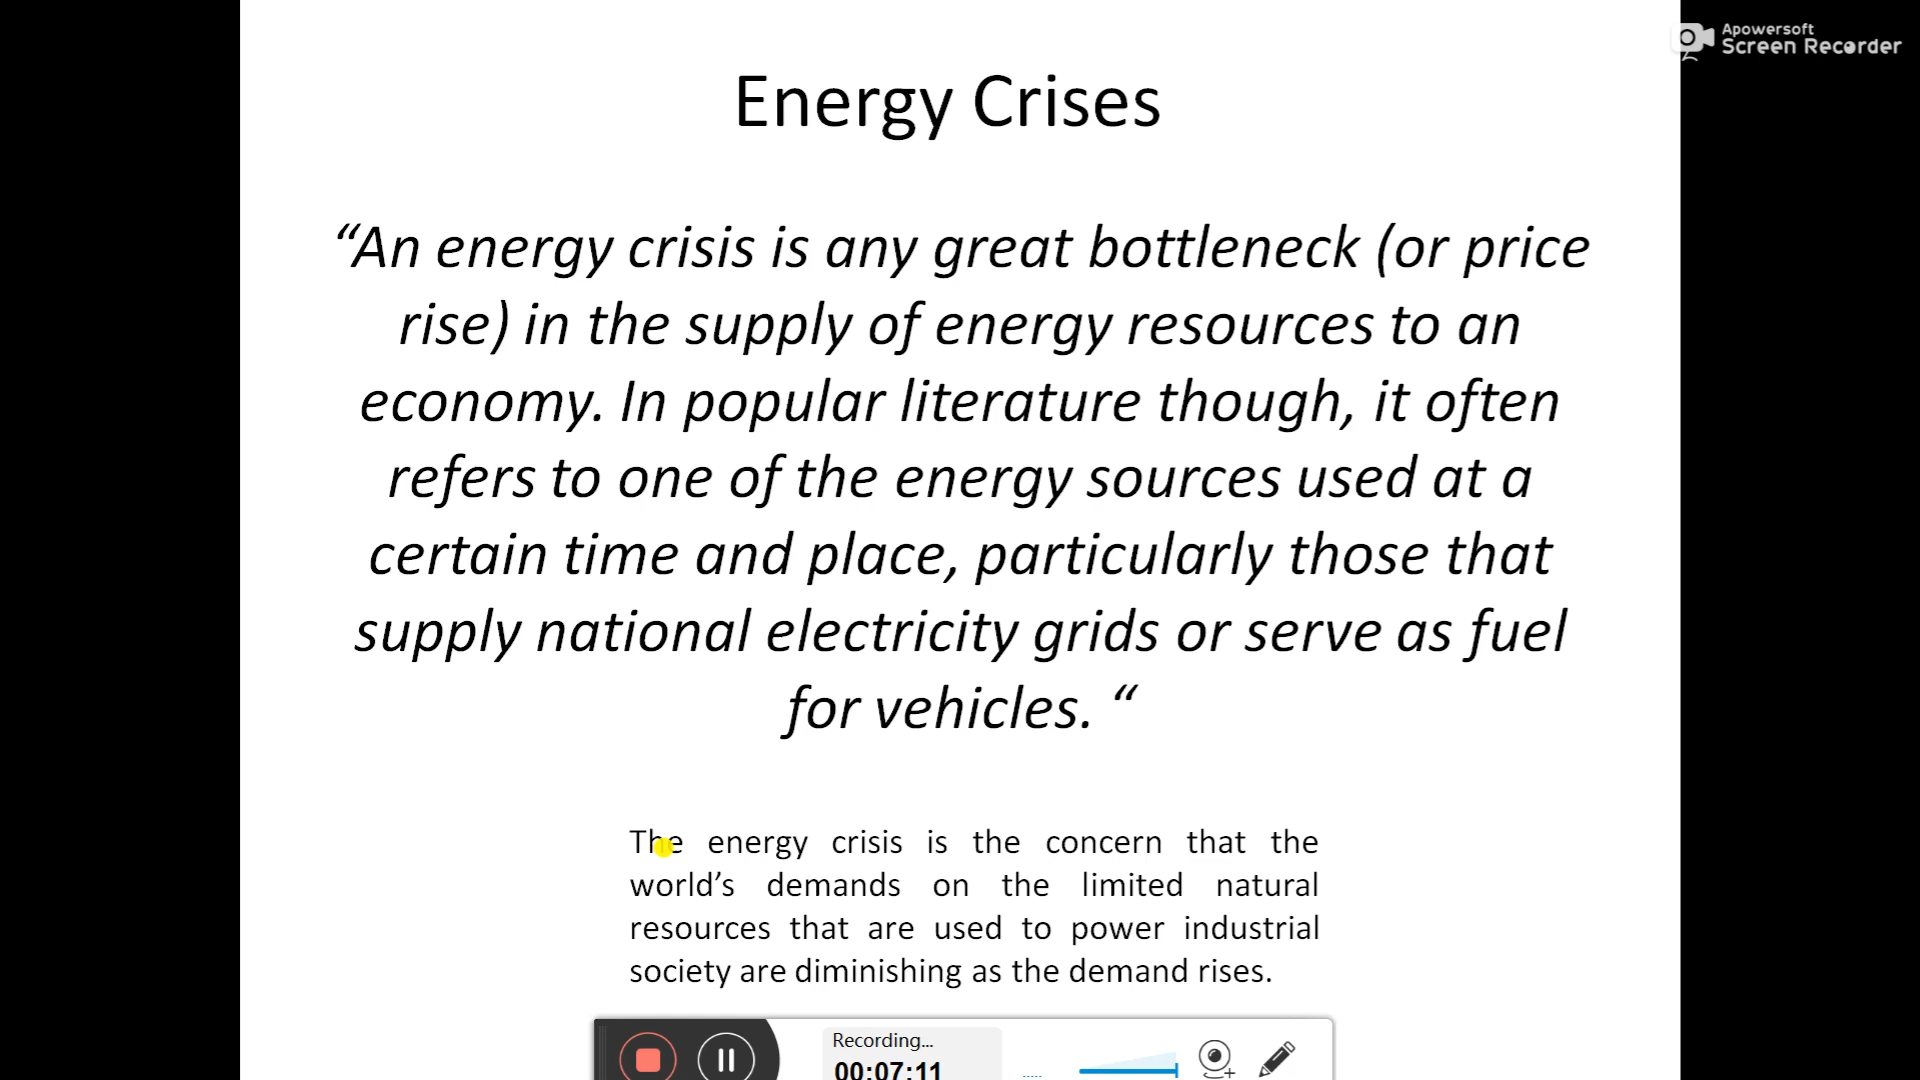 Apowersoft
Screen Recorder
Energy Crises
“An energy crisis is any great bottleneck (or price
rise) in the supply of energy resources to an
economy. In popular literature though, it often
refers to one of the energy sources used at a
certain time and place, particularly those that
supply national electricity grids or serve as fuel
for vehicles. “
The energy crisis is the concern that the
world’s demands on the limited natural
resources that are used to power industrial
society are diminishing as the demand rises.
Recording...
00:07:11